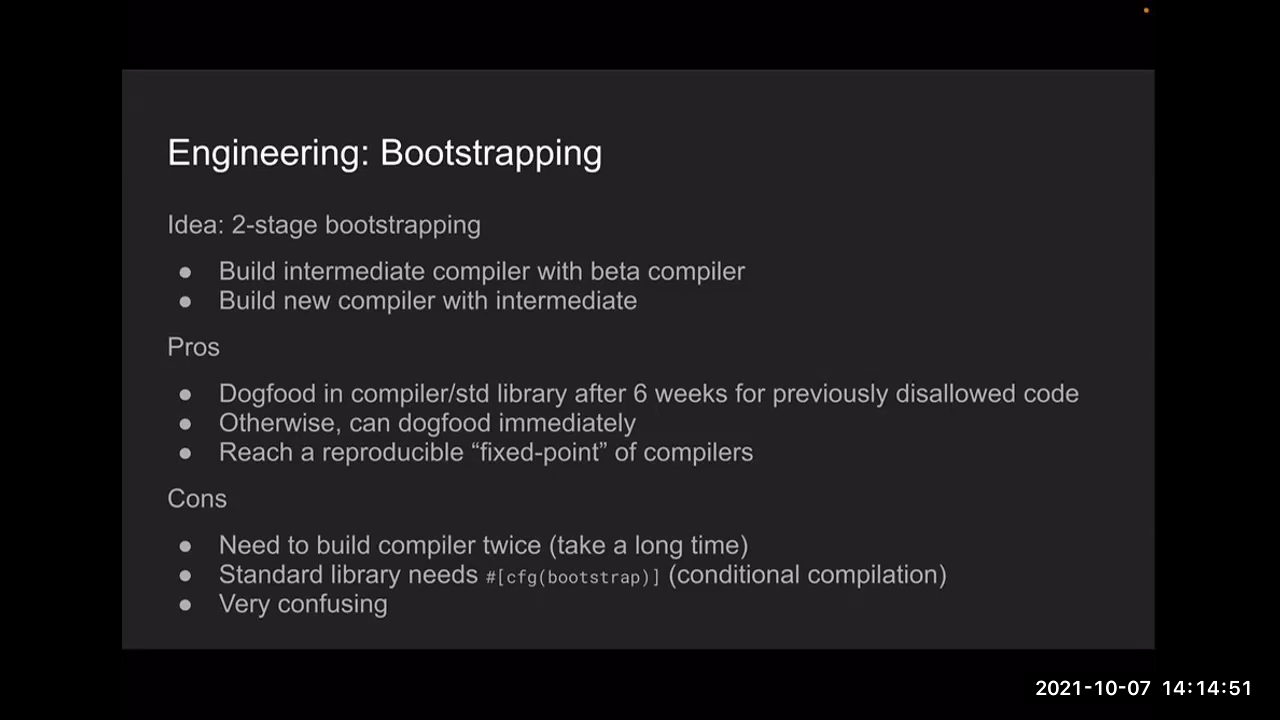 Engineering: Bootstrapping
Idea: 2-stage bootstrapping
● Build intermediate compiler with beta compiler
● Build new compiler with intermediate
Pros
● Dogfood in compiler/std library after 6 weeks for previously disallowed code
● Otherwise, can dogfood immediately
● Reach a reproducible “fixed-point” of compilers
Cons
● Need to build compiler twice (take a long time)
● Standard library needs #[cfg(bootstrap)] (conditional compilation)
● Very confusing
2021-10-07 14:14:51